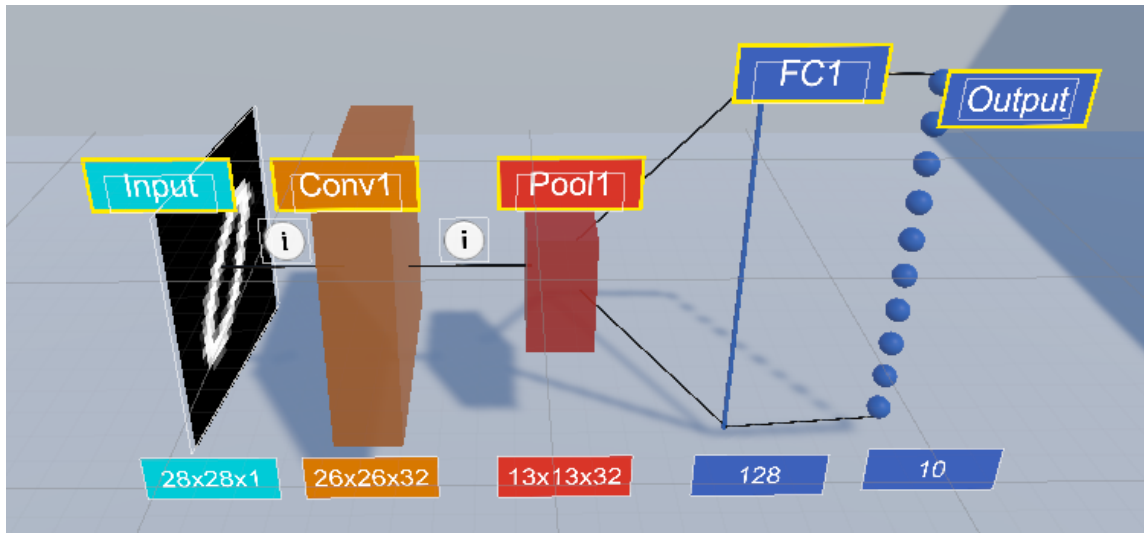 Input
Conv1
Pool1
FC1
Output
i
i
28x28x1
26x26x32
13x13x32
128
10